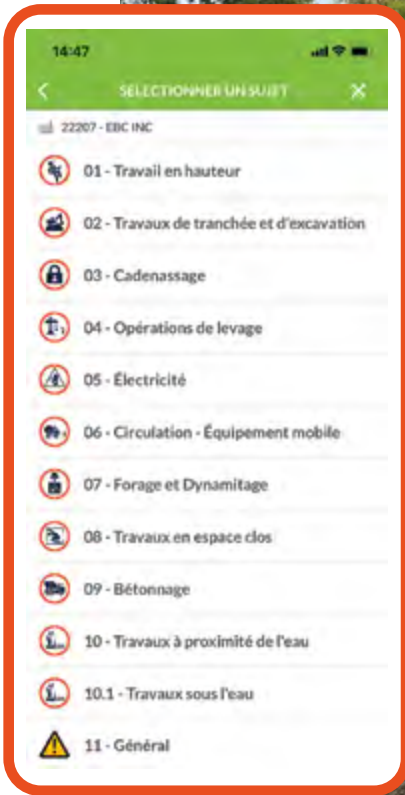 14:47
SÉLECTIONNER UN SUJET
22207 - EBC INC
01 - Travail en hauteur
02 - Travaux de tranchée et d'excavation
03 - Cadenassage
04 - Opérations de levage
05 - Électricité
06 - Circulation - Équipement mobile
07 - Forage et Dynamitage
08 - Travaux en espace clos
09 - Bétonnage
10 - Travaux à proximité de l'eau
10.1 - Travaux sous l'eau
11 - Général